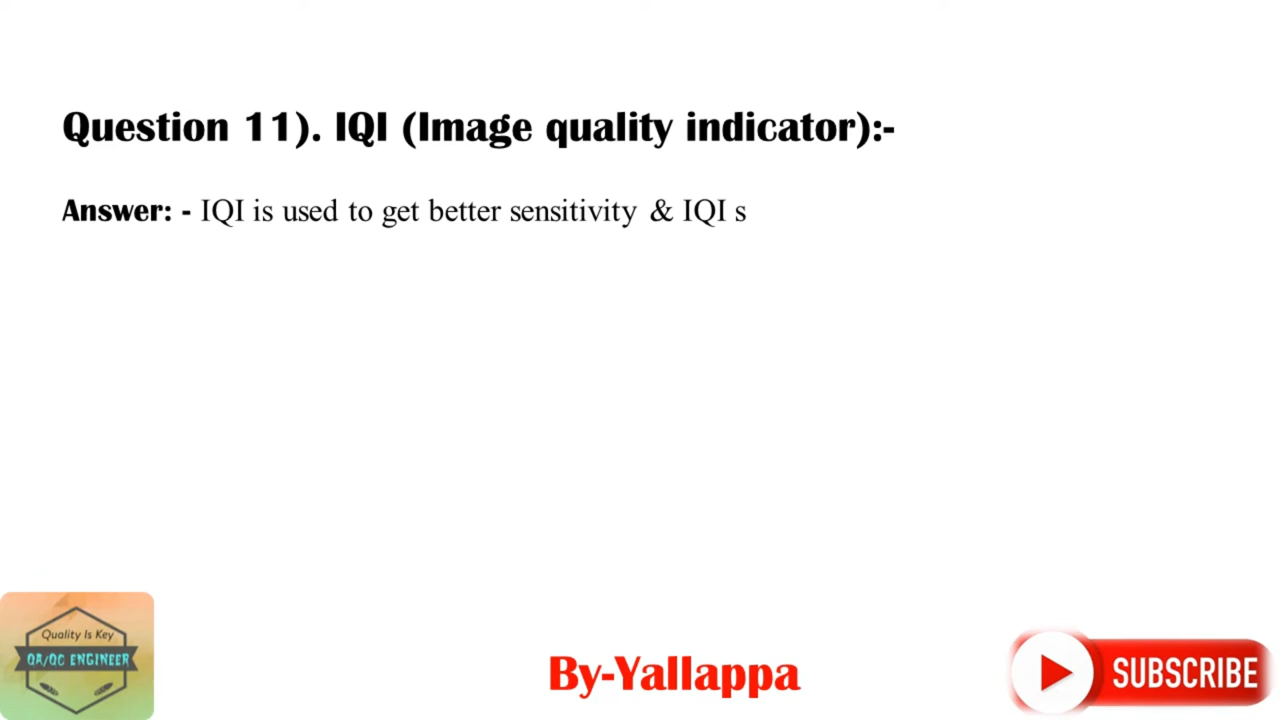 Question 11). IQI (Image quality indicator):-
Answer: - IQI is used to get better sensitivity & IQI s
Quality Is Key
QA/QC ENGINEER
By-Yallappa
SUBSCRIBE